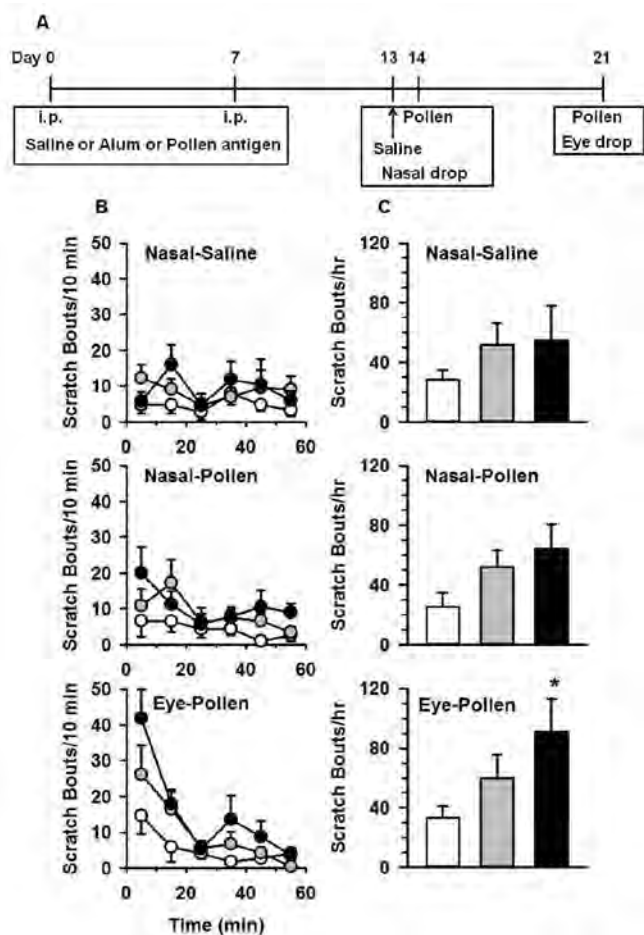 A
Day 0 7 13 14 21
i.p. i.p. Pollen Pollen
Saline or Alum or Pollen antigen Saline Eye drop
Nasal drop
B C
Nasal-Saline
Scratch Bouts/10 min
50
40
30
20
10
0
0 20 40 60
Nasal-Saline
Scratch Bouts/hr
120
80
40
0
Nasal-Pollen
Scratch Bouts/10 min
50
40
30
20
10
0
0 20 40 60
Nasal-Pollen
Scratch Bouts/hr
120
80
40
0
Eye-Pollen
Scratch Bouts/10 min
50
40
30
20
10
0
0 20 40 60
Time (min)
Eye-Pollen
*
Scratch Bouts/hr
120
80
40
0